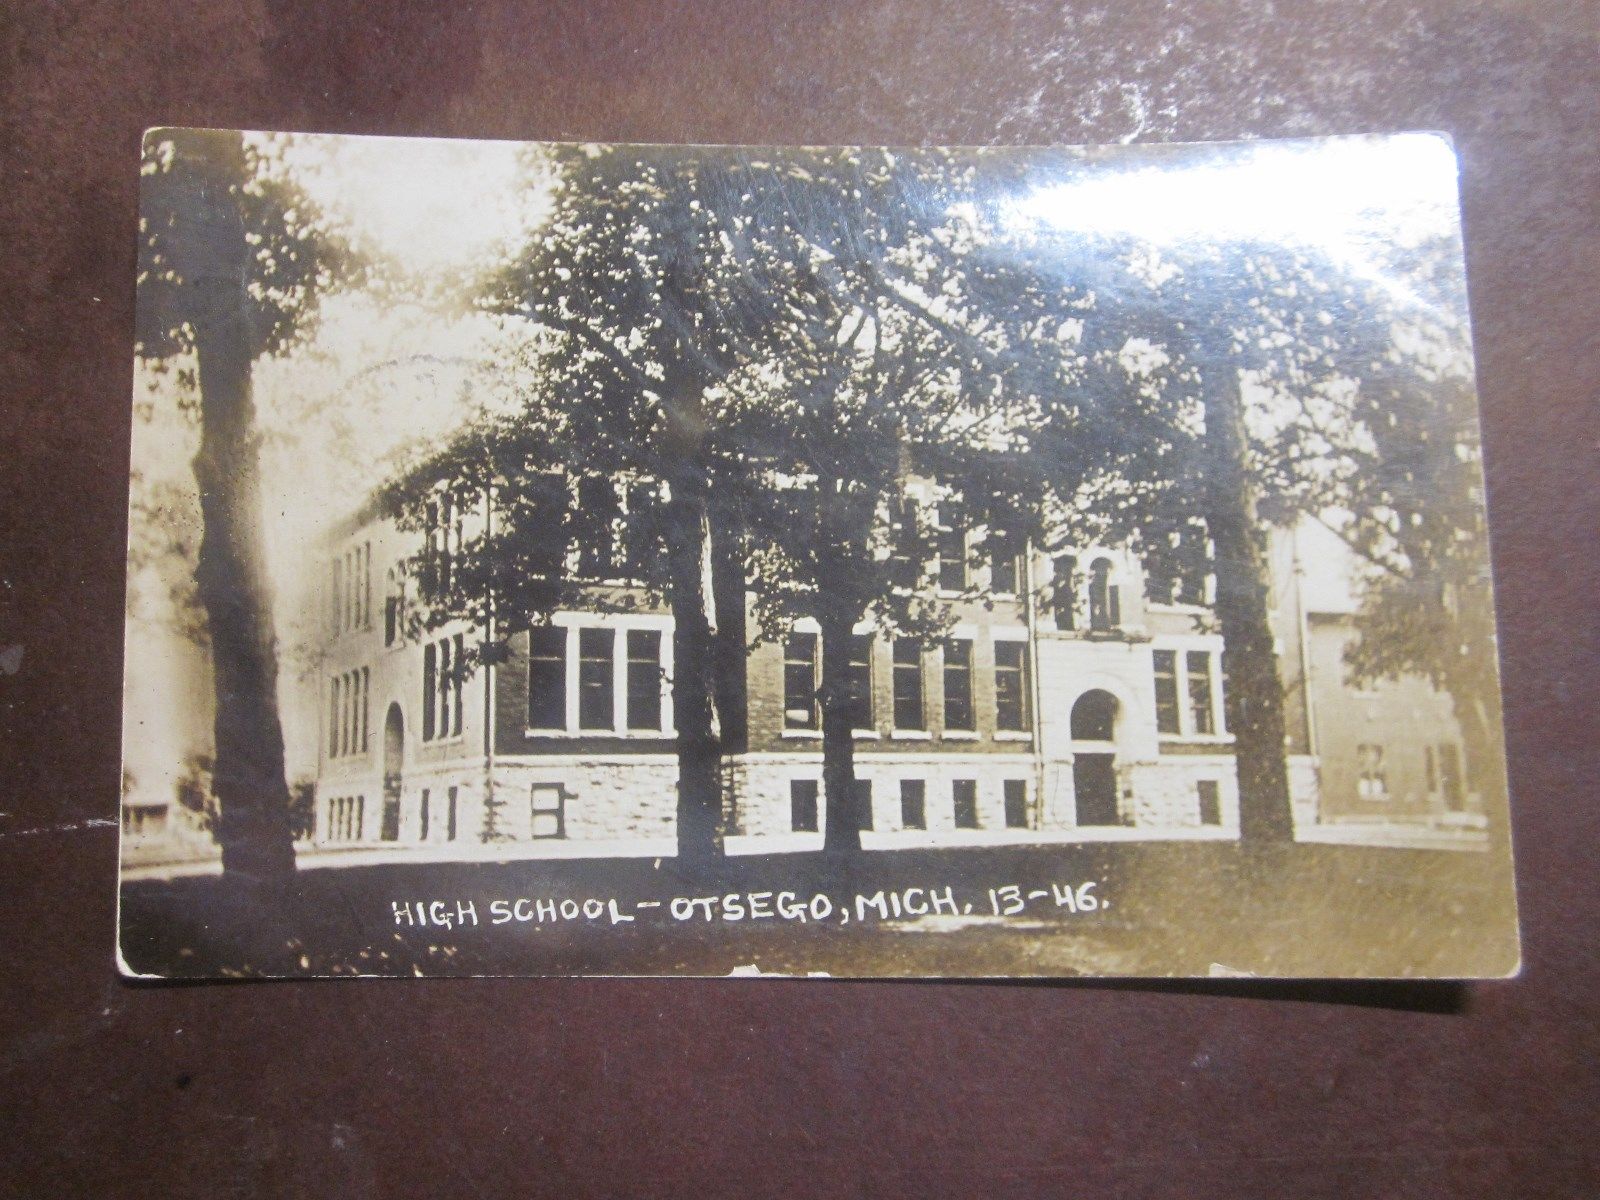 HIGH SCHOOL-OTSEGO, MICH. 13-46.